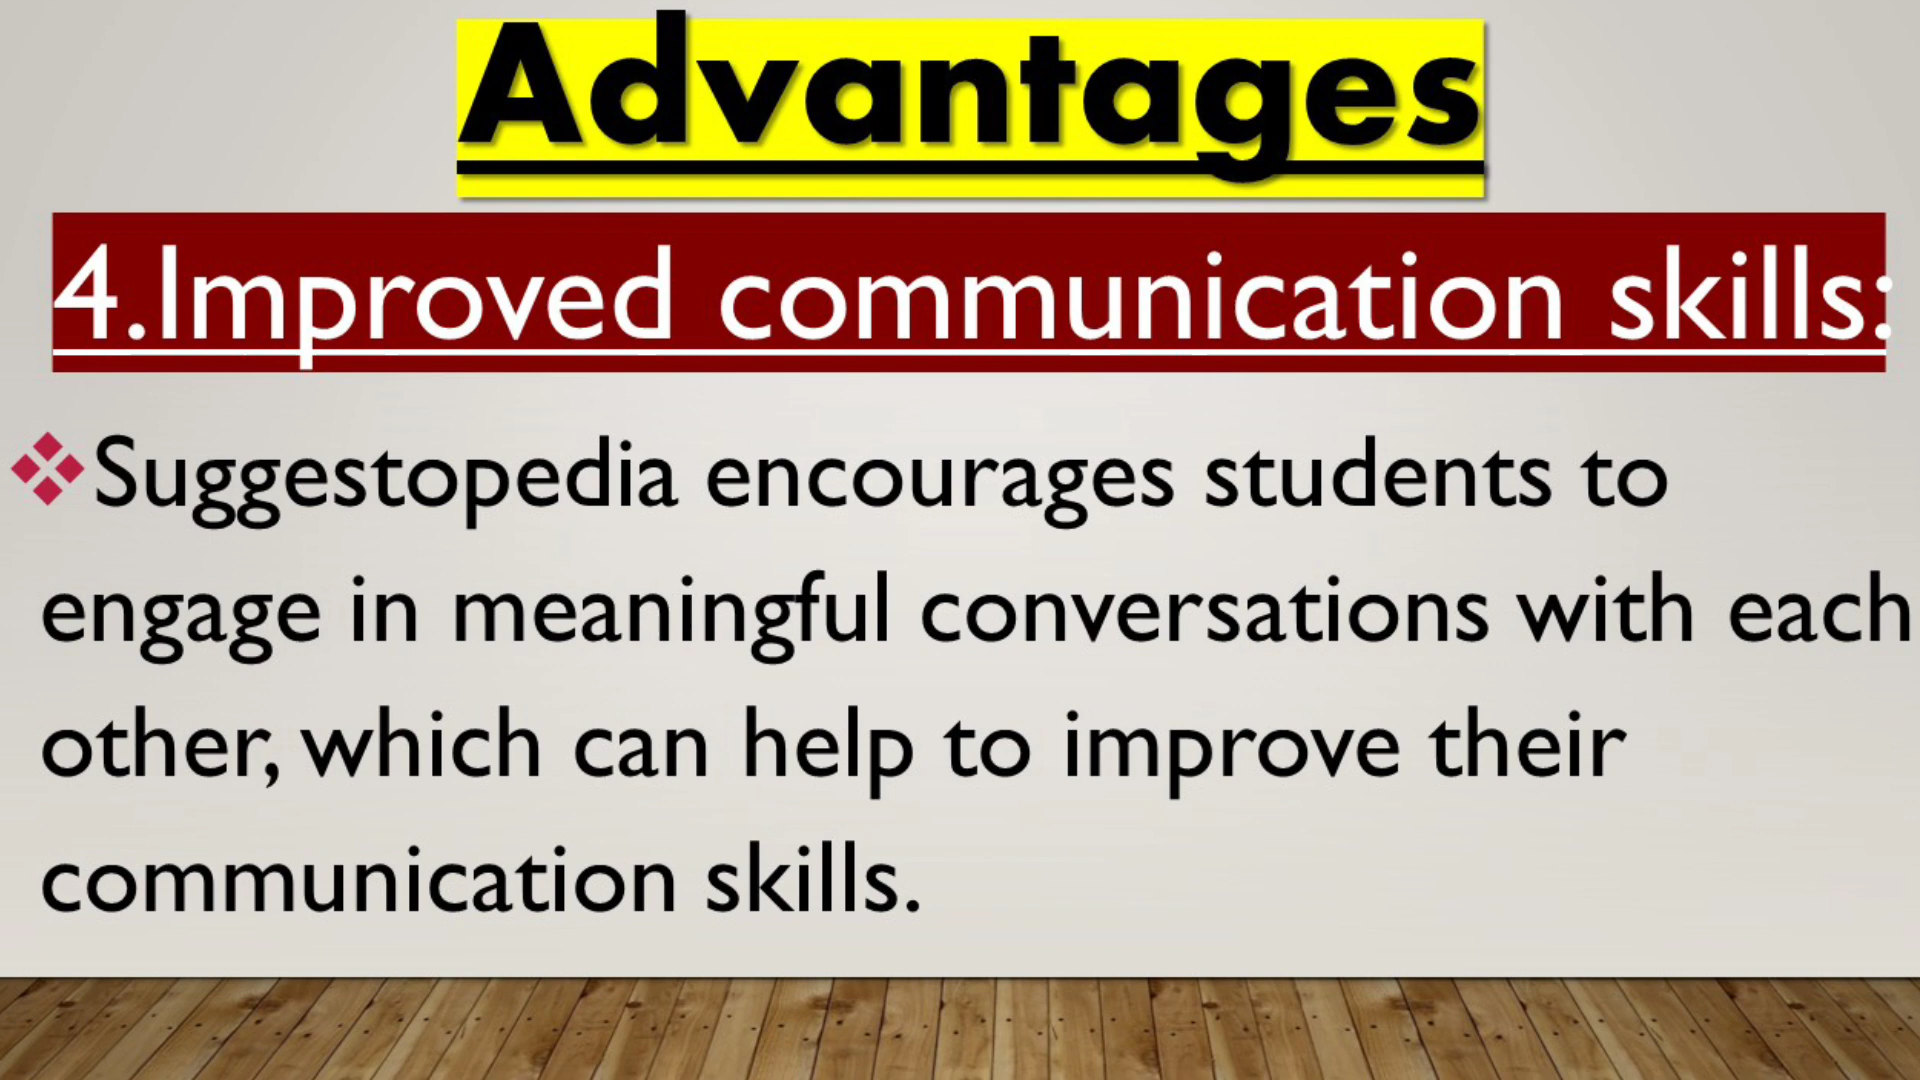 Advantages
4.Improved communication skills:
Suggestopedia encourages students to
engage in meaningful conversations with each
other, which can help to improve their
communication skills.